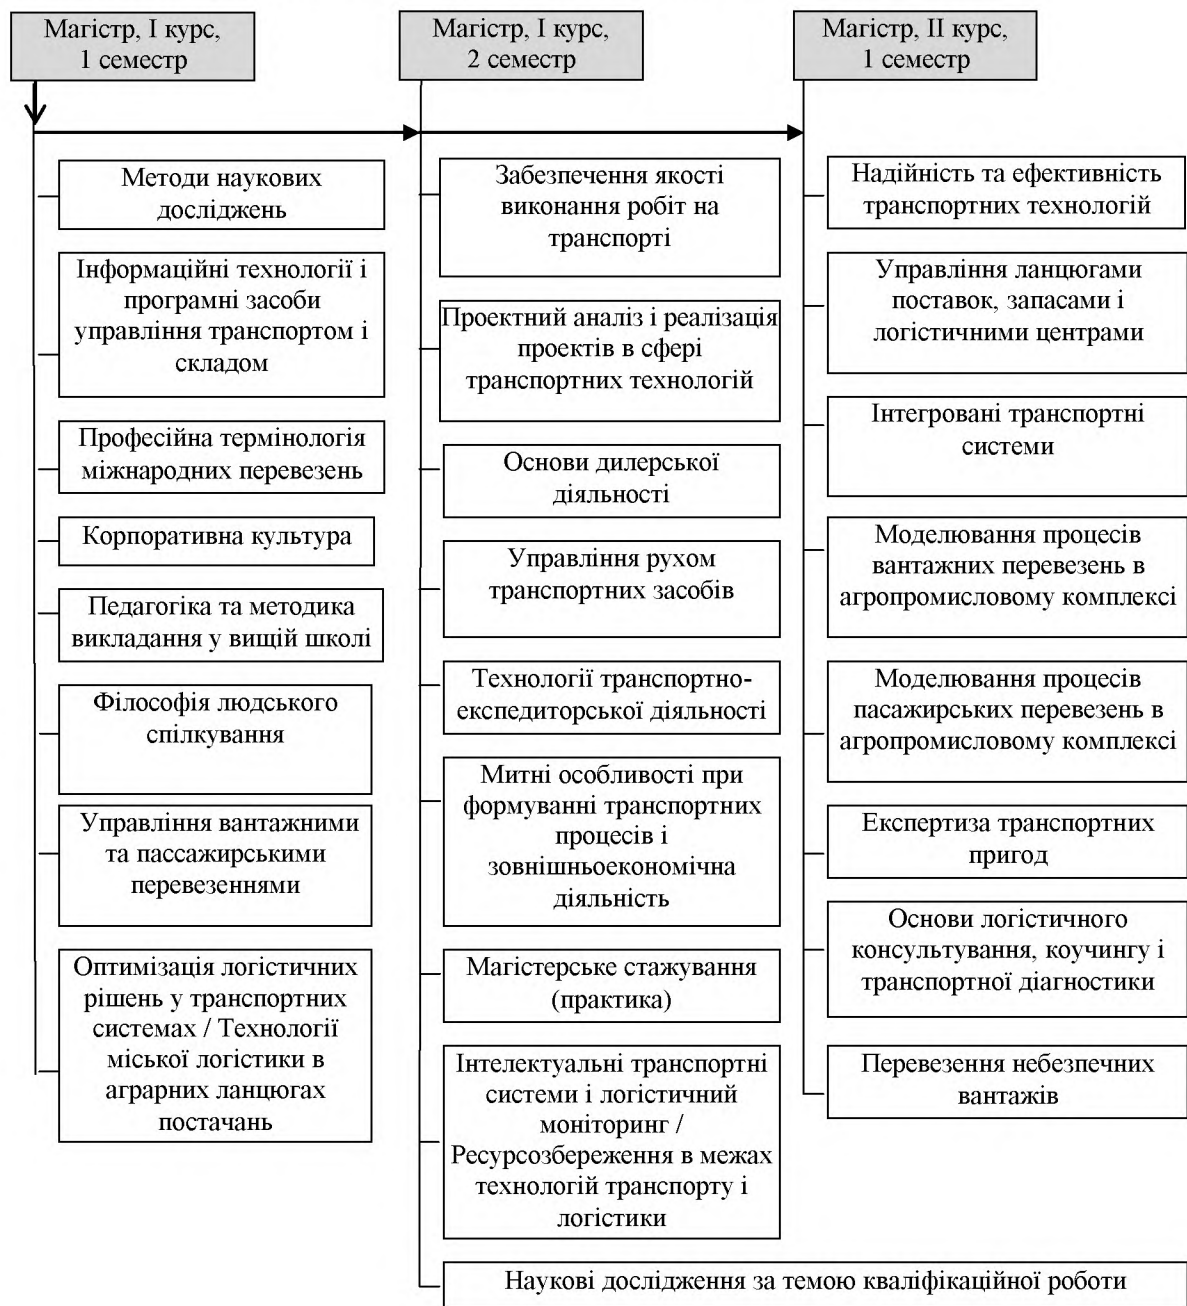 Магістр, I курс,
1 семестр
Магістр, I курс,
2 семестр
Магістр, II курс,
1 семестр
Методи наукових
досліджень
Інформаційні технології і
програмні засоби
управління транспортом і
складом
Професійна термінологія
міжнародних перевезень
Корпоративна культура
Педагогіка та методика
викладання у вищій школі
Філософія людського
спілкування
Управління вантажними
та пассажирськими
перевезеннями
Оптимізація логістичних
рішень у транспортних
системах / Технології
міської логістики в
аграрних ланцюгах
постачань
Забезпечення якості
виконання робіт на
транспорті
Проектний аналіз і реалізація
проектів в сфері
транспортних технологій
Основи дилерської
діяльності
Управління рухом
транспортних засобів
Технології транспортно-
експедиторської діяльності
Митні особливості при
формуванні транспортних
процесів і
зовнішньоекономічна
діяльність
Магістерське стажування
(практика)
Інтелектуальні транспортні
системи і логістичний
моніторинг /
Ресурсозбереження в межах
технологій транспорту і
логістики
Наукові дослідження за темою кваліфікаційної роботи
Надійність та ефективність
транспортних технологій
Управління ланцюгами
поставок, запасами і
логістичними центрами
Інтегровані транспортні
системи
Моделювання процесів
вантажних перевезень в
агропромисловому комплексі
Моделювання процесів
пасажирських перевезень в
агропромисловому комплексі
Експертиза транспортних
пригод
Основи логістичного
консультування, коучингу і
транспортної діагностики
Перевезення небезпечних
вантажів